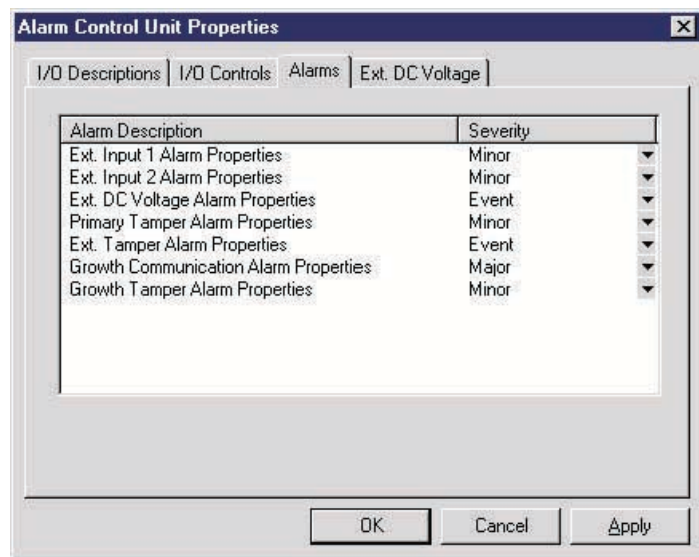 Alarm Control Unit Properties
I/O Descriptions I/O Controls Alarms Ext. DC Voltage
Alarm Description Severity
Ext. Input 1 Alarm Properties Minor
Ext. Input 2 Alarm Properties Minor
Ext. DC Voltage Alarm Properties Event
Primary Tamper Alarm Properties Minor
Ext. Tamper Alarm Properties Event
Growth Communication Alarm Properties Major
Growth Tamper Alarm Properties Minor
OK Cancel Apply